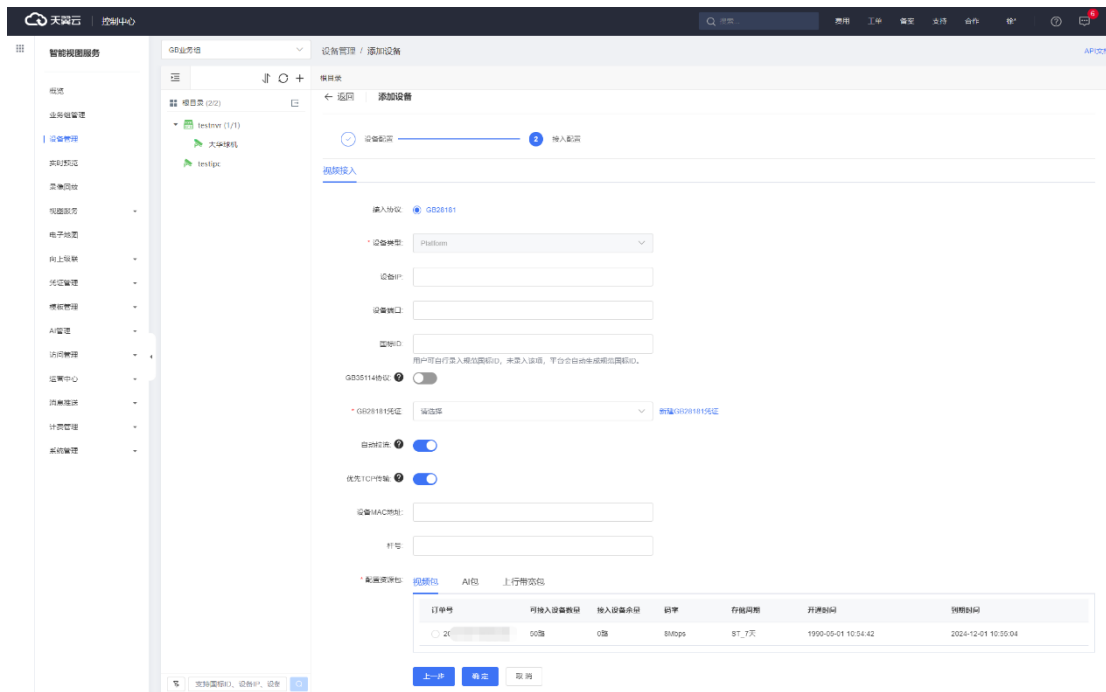 天翼云 控制中心 搜索... 费用 工单 备案 支持 合作 徐* 6
智能视图服务 GB业务组 设备管理 / 添加设备 API文档
概览
业务组管理
设备管理
实时预览
录像回放
视图服务
电子地图
向上级联
凭证管理
模板管理
AI管理
访问管理
运营中心
消息推送
计费管理
系统管理
根目录 (2/2)
testnvr (1/1)
大华球机
testipc
支持国标ID、设备IP、设备
根目录
返回 添加设备
设备配置 2 接入配置
视频接入
接入协议: GB28181
* 设备类型: Platform
设备IP:
设备端口:
国标ID:
用户可自行录入规范国标ID，未录入该项，平台会自动生成规范国标ID。
GB35114协议:
* GB28181凭证: 请选择 新建GB28181凭证
自动拉流:
优先TCP传输:
设备MAC地址:
杆号:
* 配置资源包: 视频包 AI包 上行带宽包
订单号 可接入设备数量 接入设备余量 码率 存储周期 开通时间 到期时间
20 50路 0路 8Mbps ST_7天 1990-05-01 10:54:42 2024-12-01 10:55:04
上一步 确定 取消